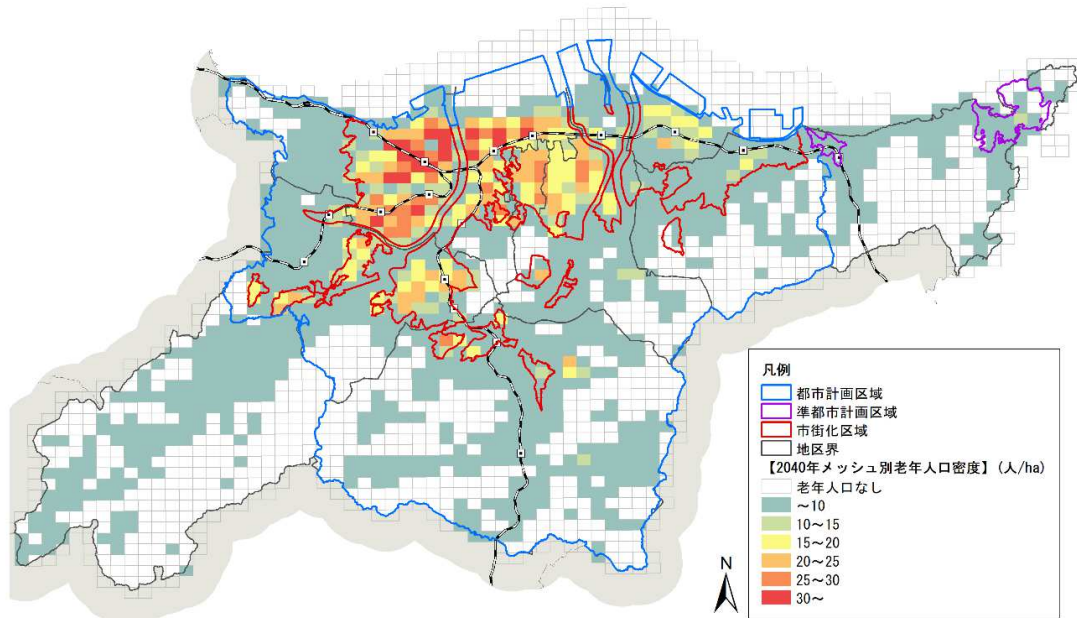 凡例
都市計画区域
準都市計画区域
市街化区域
地区界
【2040年メッシュ別老年人口密度】(人/ha)
老年人口なし
～10
10～15
15～20
20～25
25～30
30～
N